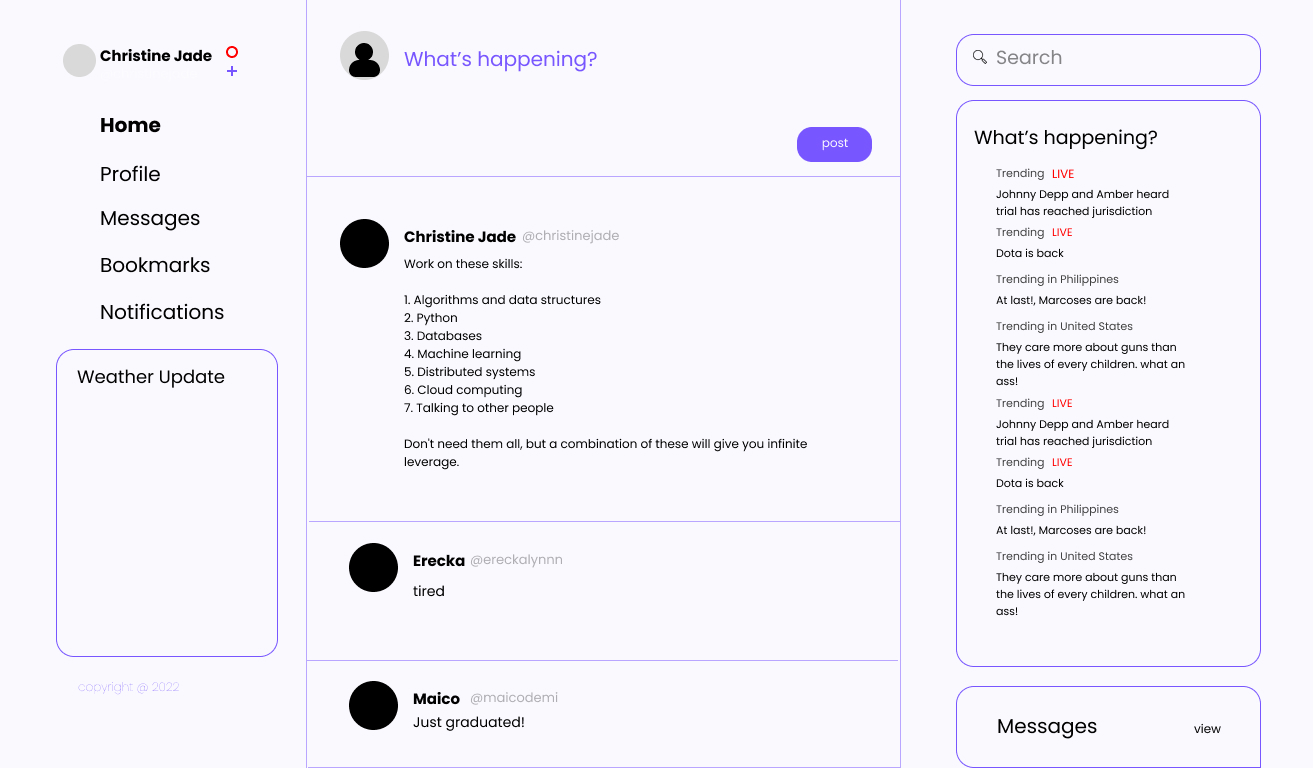 Christine Jade
Home
Profile
Messages
Bookmarks
Notifications
Weather Update
copyright @ 2022
What's happening?
post
Christine Jade @christinejade
Work on these skills:
1. Algorithms and data structures
2. Python
3. Databases
4. Machine learning
5. Distributed systems
6. Cloud computing
7. Talking to other people
Don't need them all, but a combination of these will give you infinite
leverage.
Erecka @ereckalynnn
tired
Maico @maicodemi
Just graduated!
Search
What's happening?
Trending LIVE
Johnny Depp and Amber heard
trial has reached jurisdiction
Trending LIVE
Dota is back
Trending in Philippines
At last!, Marcoses are back!
Trending in United States
They care more about guns than
the lives of every children. what an
ass!
Trending LIVE
Johnny Depp and Amber heard
trial has reached jurisdiction
Trending LIVE
Dota is back
Trending in Philippines
At last!, Marcoses are back!
Trending in United States
They care more about guns than
the lives of every children. what an
ass!
Messages view